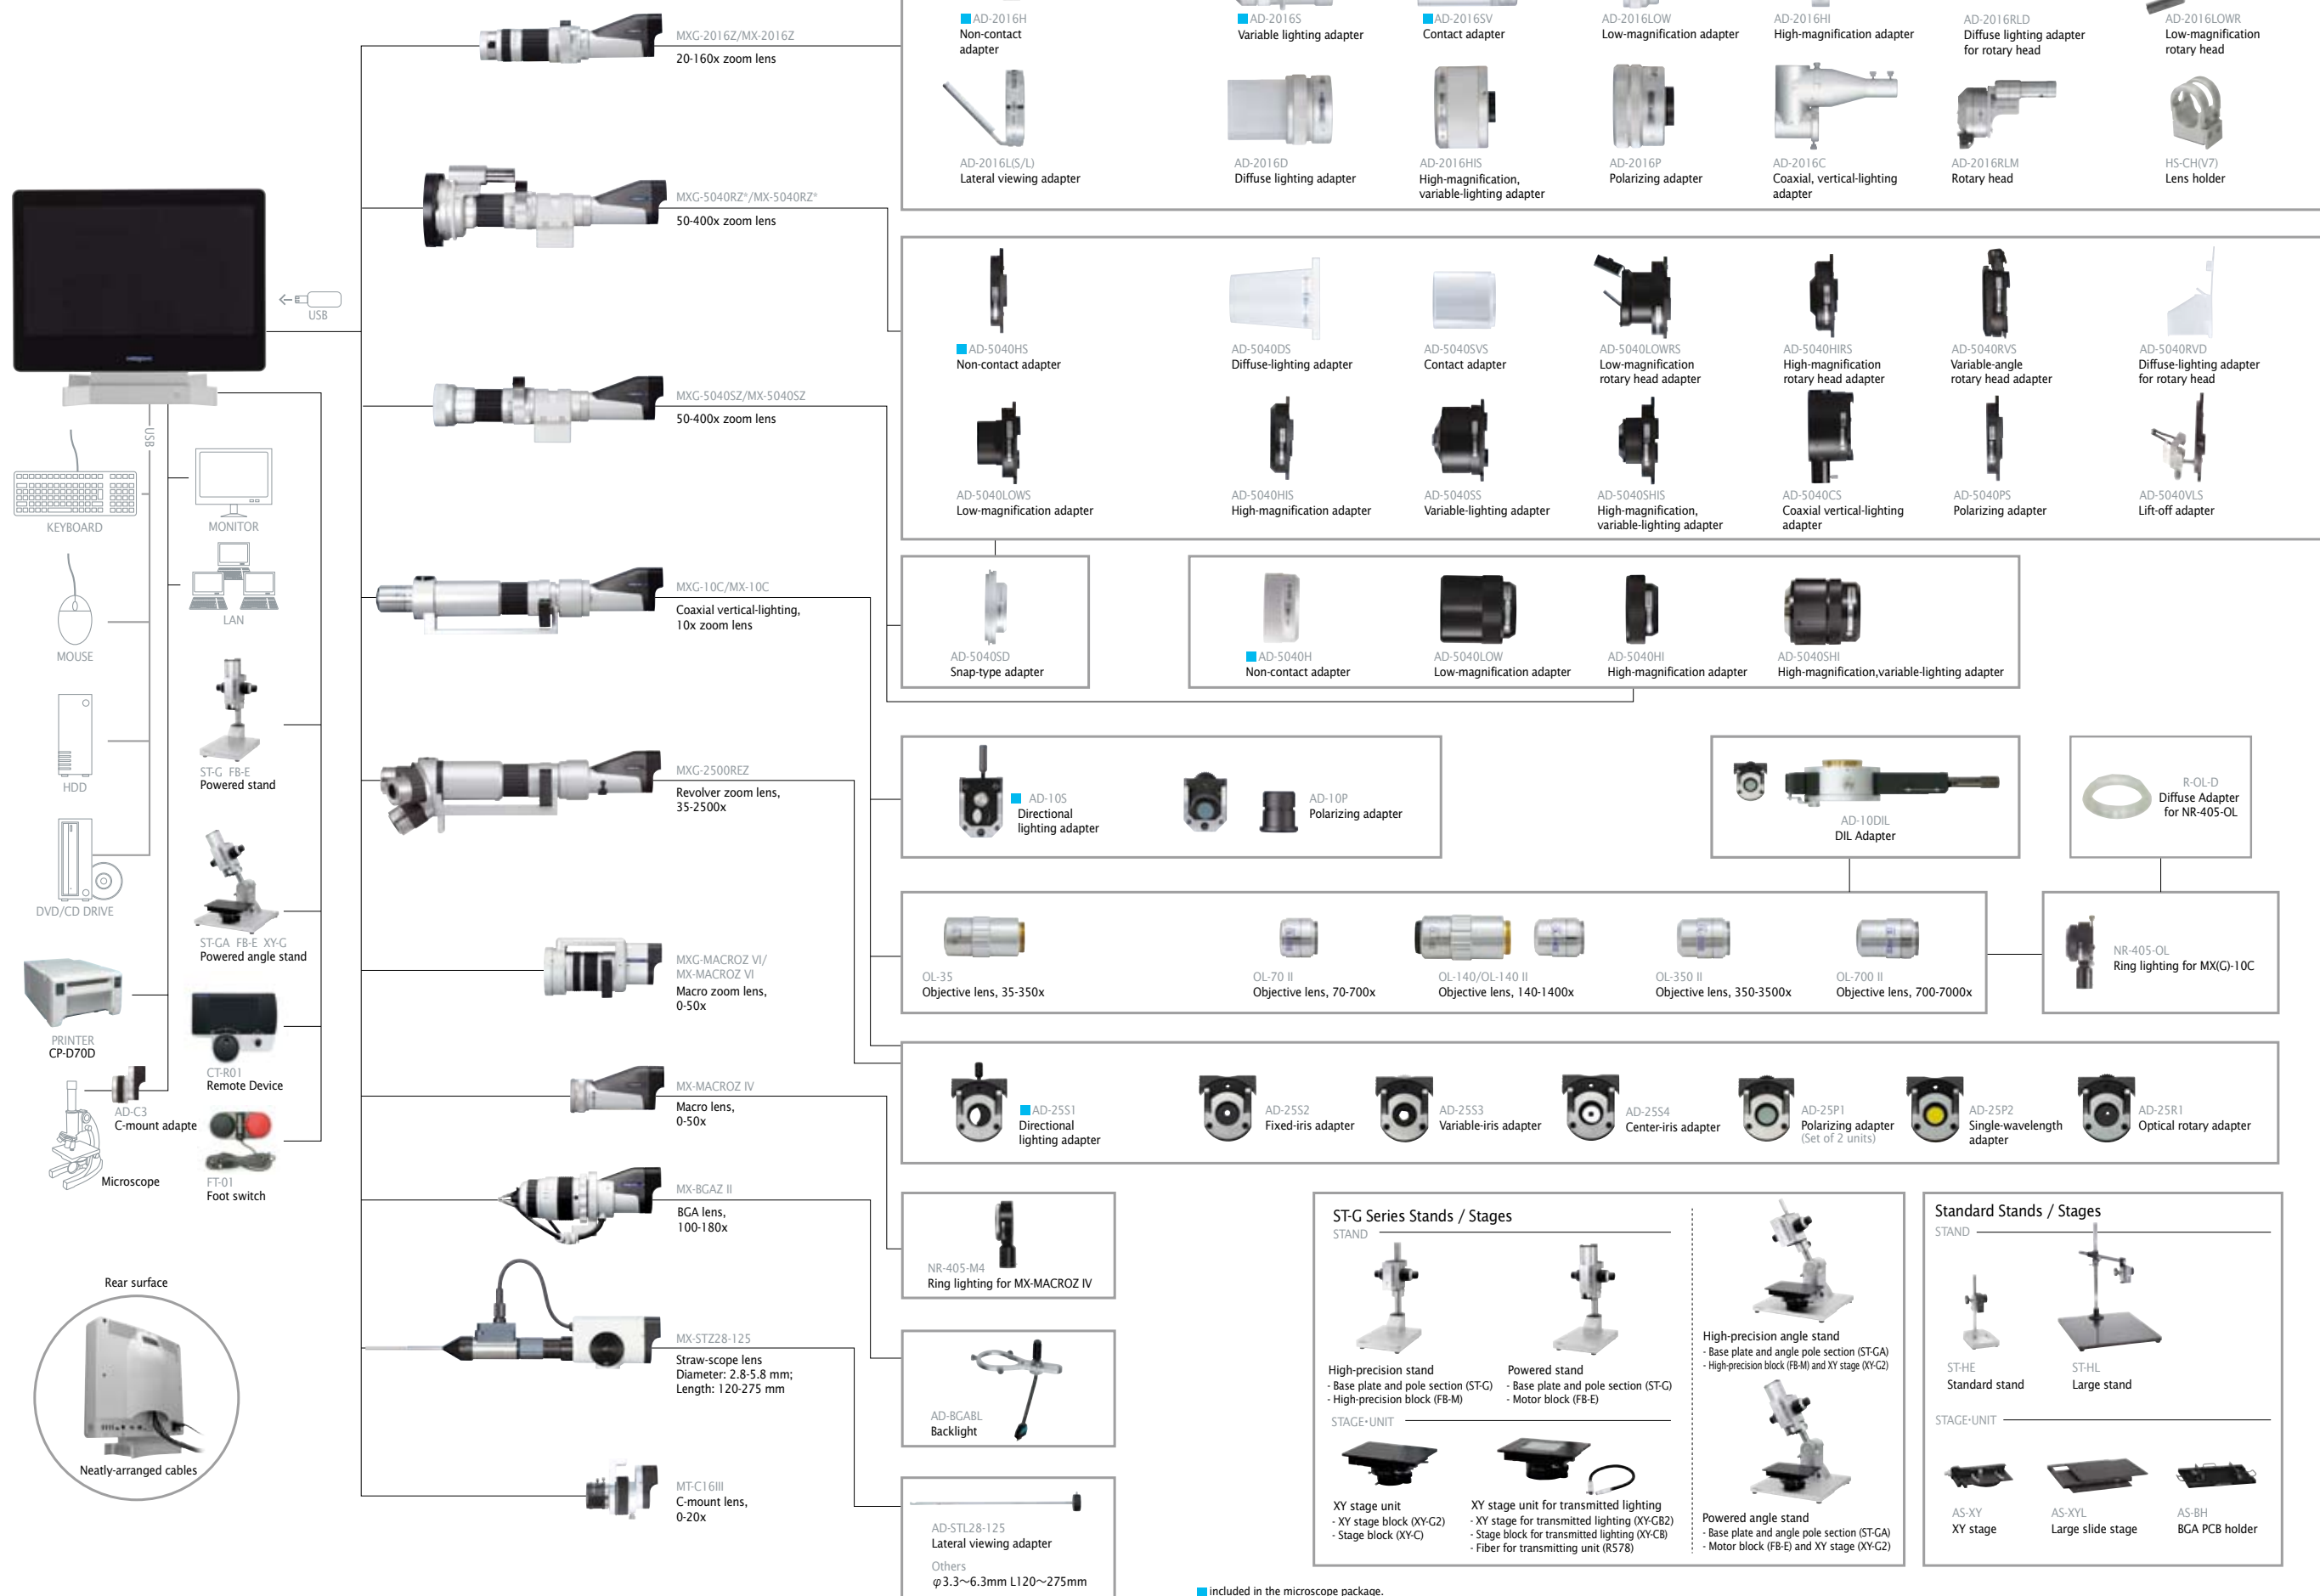 USB
USB
KEYBOARD
MOUSE
HDD
DVD/CD DRIVE
PRINTER
CP-D70D
AD-C3
C-mount adapte
Microscope
MONITOR
LAN
ST-G FB-E
Powered stand
ST-GA FB-E XY-G
Powered angle stand
CT-R01
Remote Device
FT-01
Foot switch
Rear surface
Neatly-arranged cables
MXG-2016Z/MX-2016Z
20-160x zoom lens
MXG-5040RZ*/MX-5040RZ*
50-400x zoom lens
MXG-5040SZ/MX-5040SZ
50-400x zoom lens
MXG-10C/MX-10C
Coaxial vertical-lighting,
10x zoom lens
MXG-2500REZ
Revolver zoom lens,
35-2500x
MXG-MACROZ VI/
MX-MACROZ VI
Macro zoom lens,
0-50x
MX-MACROZ IV
Macro lens,
0-50x
MX-BGAZ II
BGA lens,
100-180x
MX-STZ28-125
Straw-scope lens
Diameter: 2.8-5.8 mm;
Length: 120-275 mm
MT-C16III
C-mount lens,
0-20x
AD-2016H
Non-contact
adapter
AD-2016S
Variable lighting adapter
AD-2016SV
Contact adapter
AD-2016LOW
Low-magnification adapter
AD-2016HI
High-magnification adapter
AD-2016RLD
Diffuse lighting adapter
for rotary head
AD-2016LOWR
Low-magnification
rotary head
AD-2016L(S/L)
Lateral viewing adapter
AD-2016D
Diffuse lighting adapter
AD-2016HIS
High-magnification,
variable-lighting adapter
AD-2016P
Polarizing adapter
AD-2016C
Coaxial, vertical-lighting
adapter
AD-2016RLM
Rotary head
HS-CH(V7)
Lens holder
AD-5040HS
Non-contact adapter
AD-5040DS
Diffuse-lighting adapter
AD-5040SVS
Contact adapter
AD-5040LOWRS
Low-magnification
rotary head adapter
AD-5040HIRS
High-magnification
rotary head adapter
AD-5040RVS
Variable-angle
rotary head adapter
AD-5040RVD
Diffuse-lighting adapter
for rotary head
AD-5040LOWS
Low-magnification adapter
AD-5040HIS
High-magnification adapter
AD-5040SS
Variable-lighting adapter
AD-5040SHIS
High-magnification,
variable-lighting adapter
AD-5040CS
Coaxial vertical-lighting
adapter
AD-5040PS
Polarizing adapter
AD-5040VLS
Lift-off adapter
AD-5040SD
Snap-type adapter
AD-5040H
Non-contact adapter
AD-5040LOW
Low-magnification adapter
AD-5040HI
High-magnification adapter
AD-5040SHI
High-magnification,variable-lighting adapter
AD-10S
Directional
lighting adapter
AD-10P
Polarizing adapter
AD-10DIL
DIL Adapter
R-OL-D
Diffuse Adapter
for NR-405-OL
OL-35
Objective lens, 35-350x
OL-70 II
Objective lens, 70-700x
OL-140/OL-140 II
Objective lens, 140-1400x
OL-350 II
Objective lens, 350-3500x
OL-700 II
Objective lens, 700-7000x
NR-405-OL
Ring lighting for MX(G)-10C
AD-25S1
Directional
lighting adapter
AD-25S2
Fixed-iris adapter
AD-25S3
Variable-iris adapter
AD-25S4
Center-iris adapter
AD-25P1
Polarizing adapter
(Set of 2 units)
AD-25P2
Single-wavelength
adapter
AD-25R1
Optical rotary adapter
NR-405-M4
Ring lighting for MX-MACROZ IV
AD-BGABL
Backlight
AD-STL28-125
Lateral viewing adapter
Others
φ3.3～6.3mm L120～275mm
ST-G Series Stands / Stages
STAND
High-precision stand
- Base plate and pole section (ST-G)
- High-precision block (FB-M)
Powered stand
- Base plate and pole section (ST-G)
- Motor block (FB-E)
STAGE•UNIT
XY stage unit
- XY stage block (XY-G2)
- Stage block (XY-C)
XY stage unit for transmitted lighting
- XY stage for transmitted lighting (XY-GB2)
- Stage block for transmitted lighting (XY-CB)
- Fiber for transmitting unit (R578)
High-precision angle stand
- Base plate and angle pole section (ST-GA)
- High-precision block (FB-M) and XY stage (XY-G2)
Powered angle stand
- Base plate and angle pole section (ST-GA)
- Motor block (FB-E) and XY stage (XY-G2)
Standard Stands / Stages
STAND
ST-HE
Standard stand
ST-HL
Large stand
STAGE•UNIT
AS-XY
XY stage
AS-XYL
Large slide stage
AS-BH
BGA PCB holder
included in the microscope package.